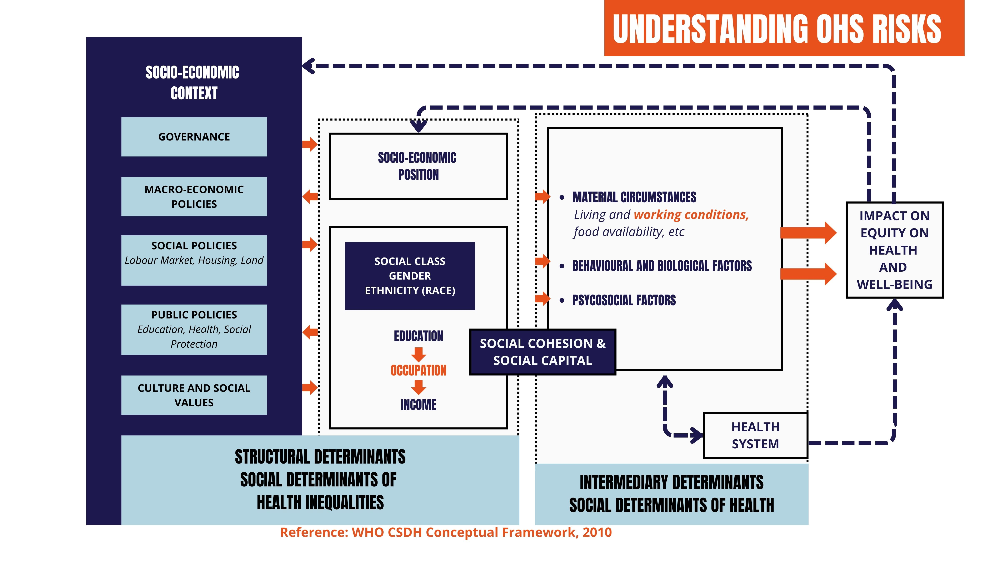 UNDERSTANDING OHS RISKS
SOCIO-ECONOMIC
CONTEXT
GOVERNANCE
MACRO-ECONOMIC
POLICIES
SOCIAL POLICIES
Labour Market, Housing, Land
PUBLIC POLICIES
Education, Health, Social
Protection
CULTURE AND SOCIAL
VALUES
SOCIO-ECONOMIC
POSITION
SOCIAL CLASS
GENDER
ETHNICITY (RACE)
EDUCATION
OCCUPATION
INCOME
SOCIAL COHESION &
SOCIAL CAPITAL
• MATERIAL CIRCUMSTANCES
Living and working conditions,
food availability, etc
• BEHAVIOURAL AND BIOLOGICAL FACTORS
• PSYCOSOCIAL FACTORS
HEALTH
SYSTEM
IMPACT ON
EQUITY ON
HEALTH
AND
WELL-BEING
STRUCTURAL DETERMINANTS
SOCIAL DETERMINANTS OF
HEALTH INEQUALITIES
INTERMEDIARY DETERMINANTS
SOCIAL DETERMINANTS OF HEALTH
Reference: WHO CSDH Conceptual Framework, 2010